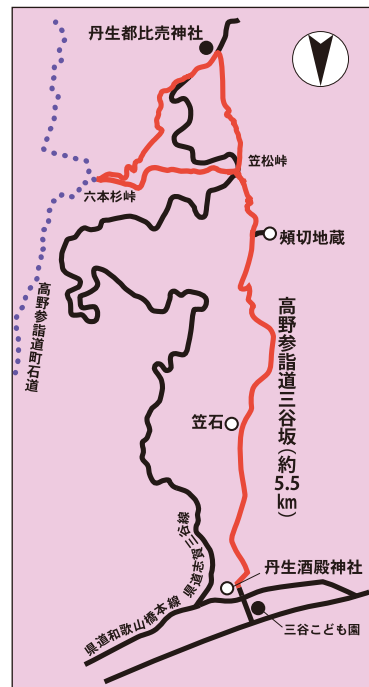 丹生都比売神社
笠松峠
六本杉峠
頬切地蔵
高野参詣道町石道
高野参詣道三谷坂(約5.5km)
笠石
県道志賀三谷線
丹生酒殿神社
県道和歌山橋本線
三谷こども園